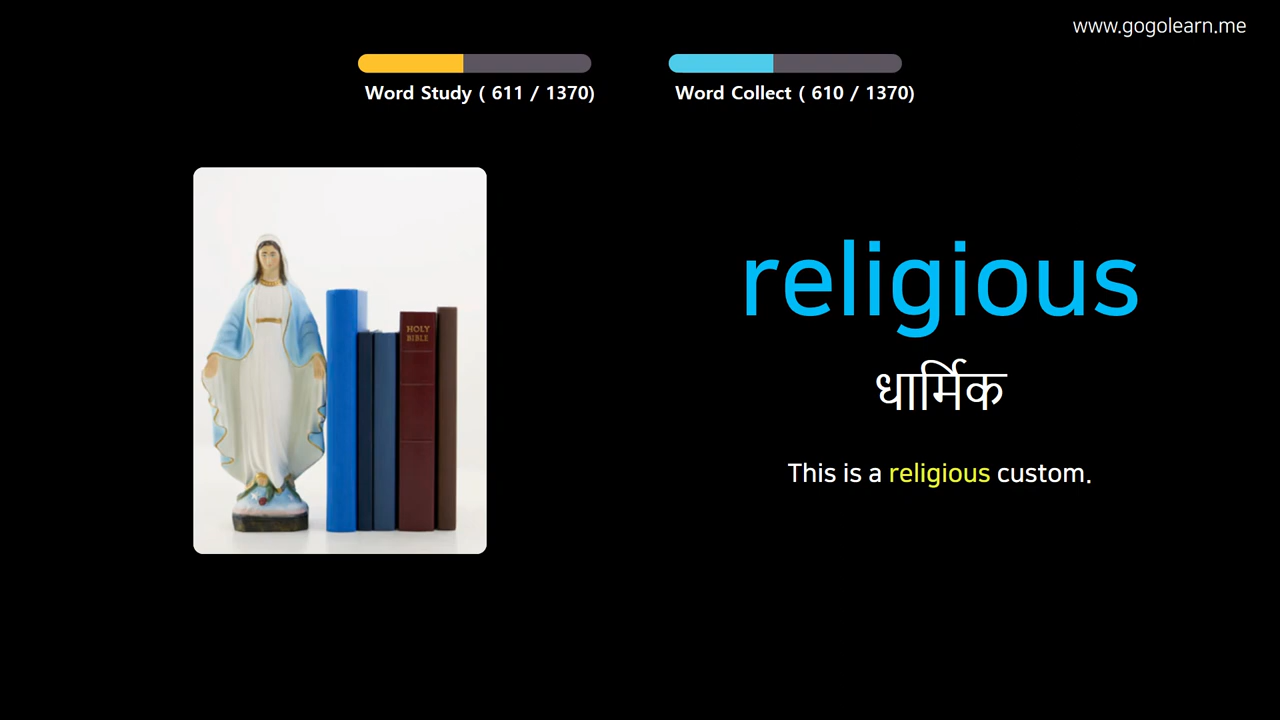 www.gogolearn.me
Word Study ( 611 / 1370)
Word Collect ( 610 / 1370)
HOLY
BIBLE
religious
धार्मिक
This is a religious custom.